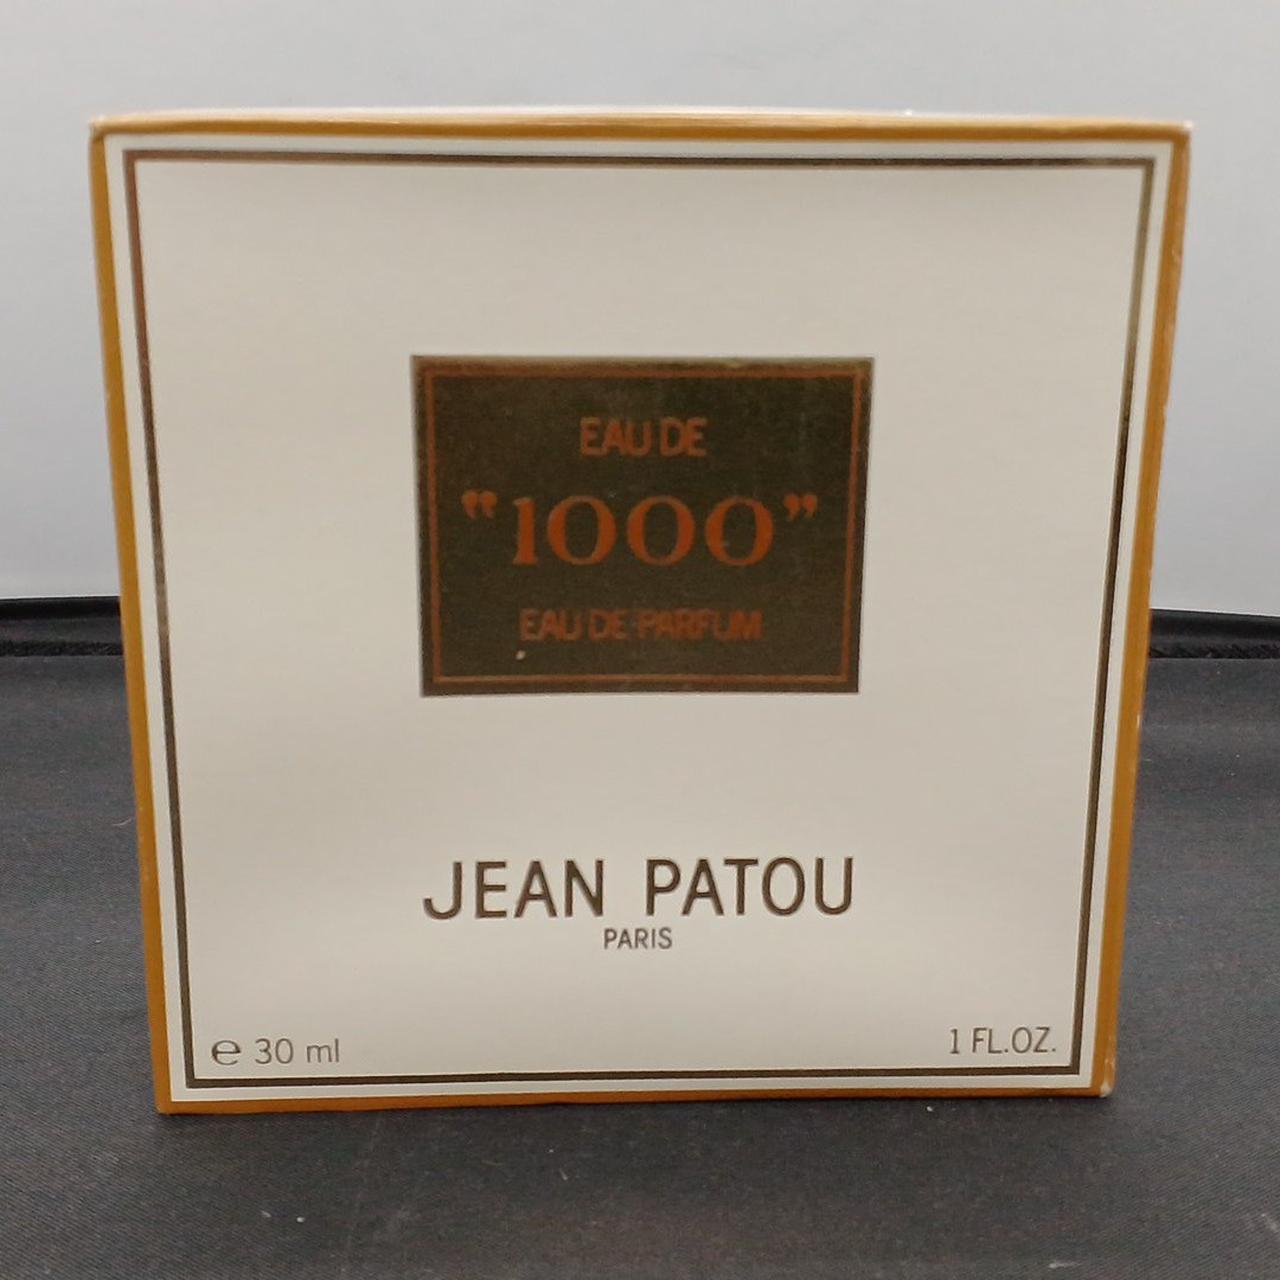 EAU DE
"1000"
EAU DE PARFUM
JEAN PATOU
PARIS
℮ 30 ml
1 FL.OZ.